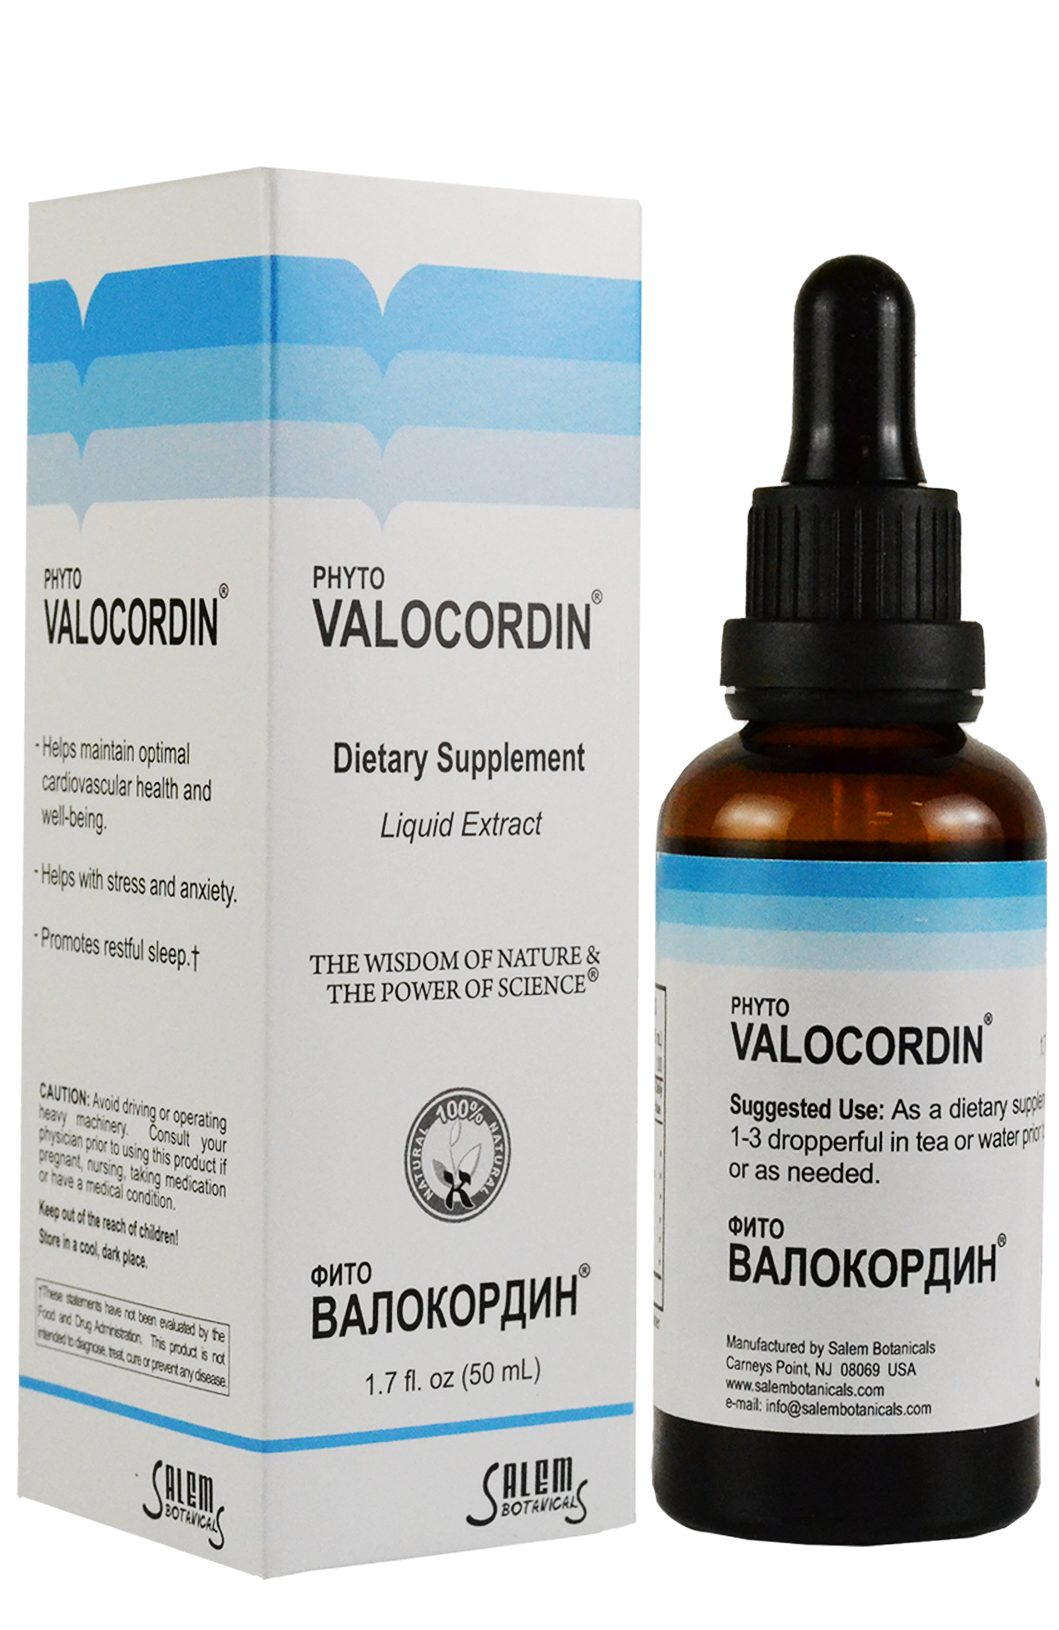 PHYTO
VALOCORDIN®
- Helps maintain optimal
cardiovascular health and
well-being.
- Helps with stress and anxiety.
- Promotes restful sleep.†
CAUTION: Avoid driving or operating
heavy machinery. Consult your
physician prior to using this product if
pregnant, nursing, taking medication
or have a medical condition.
Keep out of the reach of children!
Store in a cool, dark place.
†These statements have not been evaluated by the
Food and Drug Administration. This product is not
intended to diagnose, treat, cure or prevent any disease.
SALEM
BOTANICALS
PHYTO
VALOCORDIN®
Dietary Supplement
Liquid Extract
THE WISDOM OF NATURE &
THE POWER OF SCIENCE®
100%
NATURAL NATURAL
K
ФИТО
ВАЛОКОРДИН®
1.7 fl. oz (50 mL)
SALEM
BOTANICALS
PHYTO
VALOCORDIN®
Suggested Use: As a dietary
1-3 dropperful in tea or water prior
or as needed.
ФИТО
ВАЛОКОРДИН®
Manufactured by Salem Botanicals
Carneys Point, NJ 08069 USA
www.salembotanicals.com
e-mail: info@salembotanicals.com